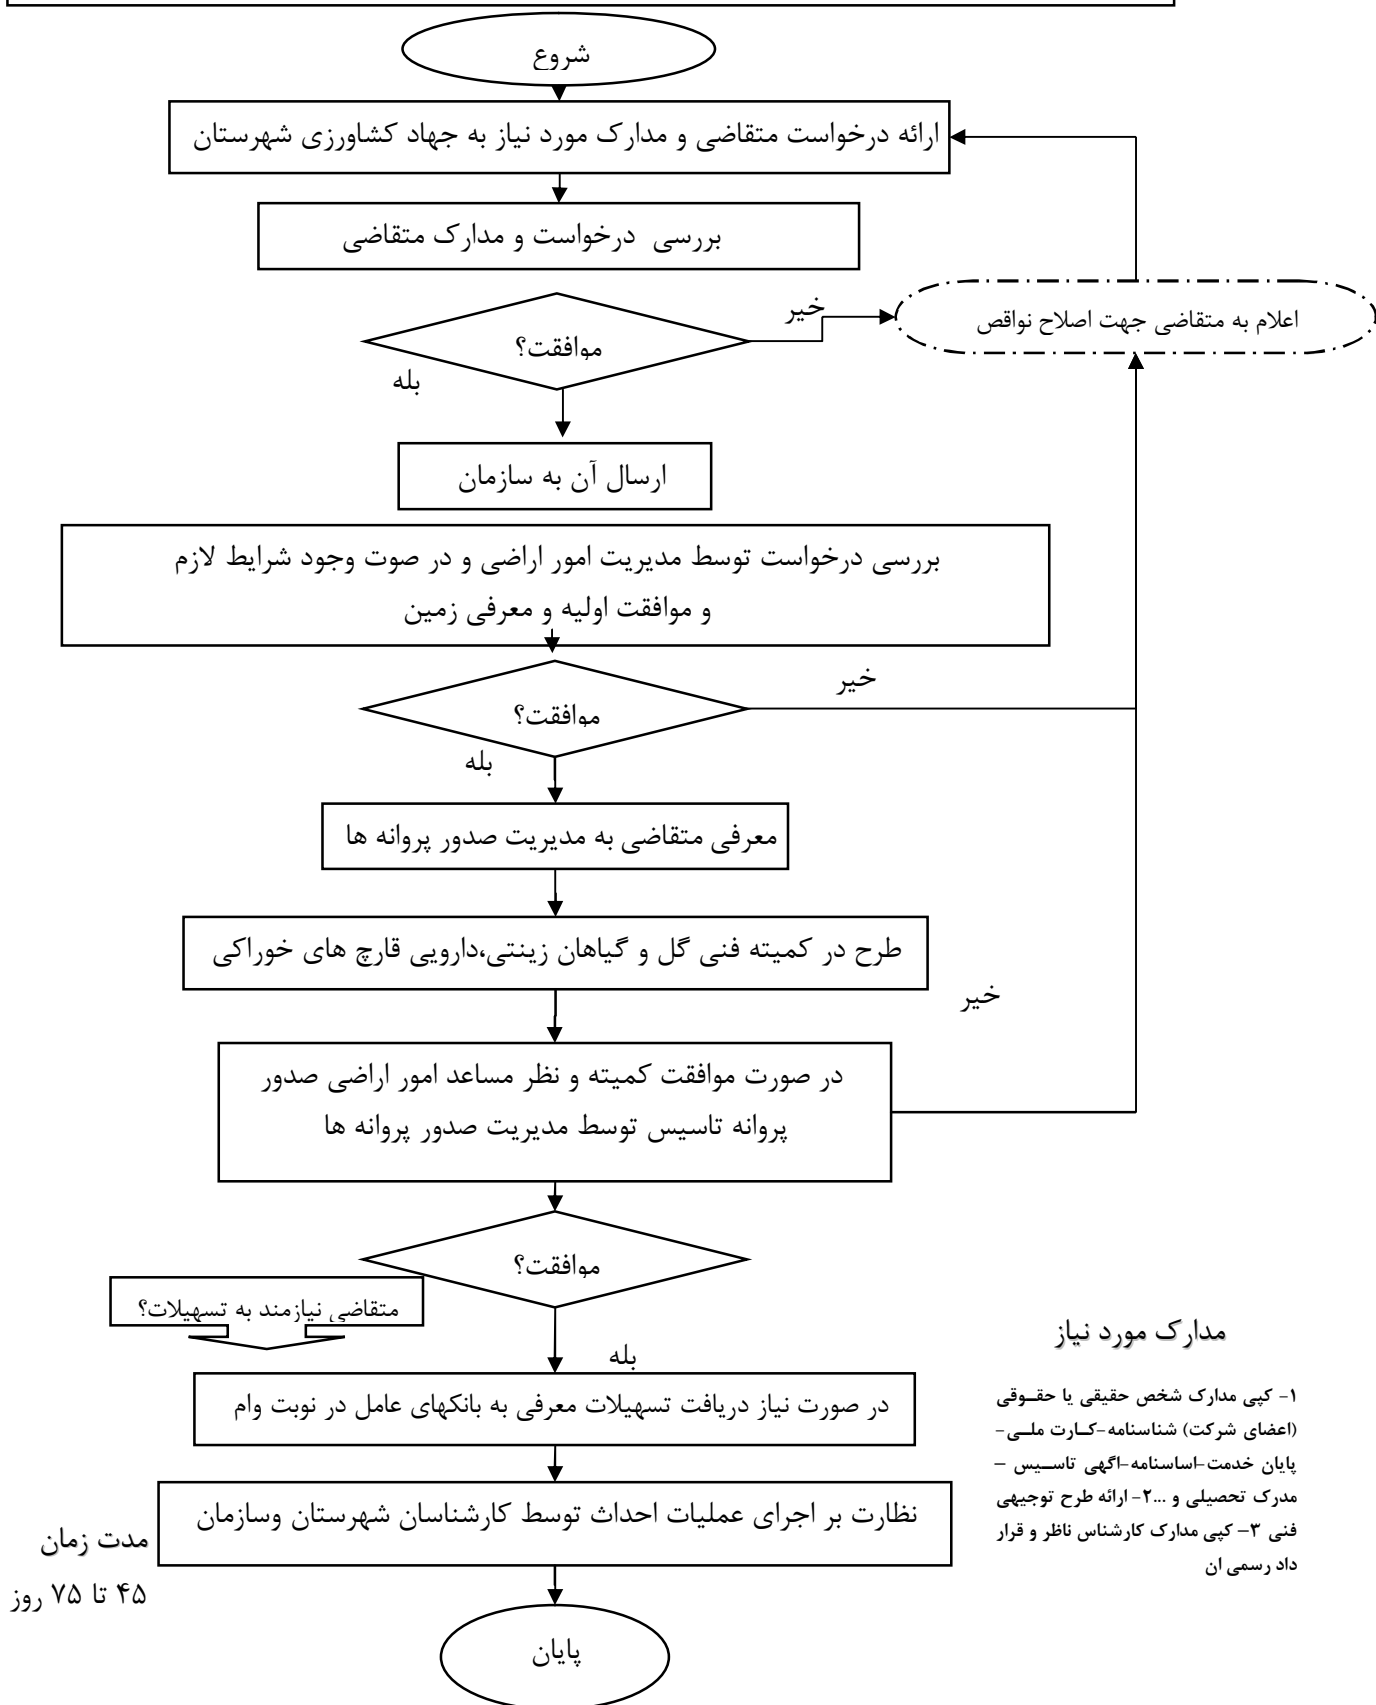 شروع
ارائه درخواست متقاضی و مدارک مورد نیاز به جهاد کشاورزی شهرستان
بررسی درخواست و مدارک متقاضی
خیر
اعلام به متقاضی جهت اصلاح نواقص
موافقت؟
بله
ارسال آن به سازمان
بررسی درخواست توسط مدیریت امور اراضی و در صوت وجود شرایط لازم
و موافقت اولیه و معرفی زمین
خیر
موافقت؟
بله
معرفی متقاضی به مدیریت صدور پروانه ها
طرح در کمیته فنی گل و گیاهان زینتی،دارویی قارچ های خوراکی
خیر
در صورت موافقت کمیته و نظر مساعد امور اراضی صدور
پروانه تاسیس توسط مدیریت صدور پروانه ها
موافقت؟
متقاضی نیازمند به تسهیلات؟
بله
در صورت نیاز دریافت تسهیلات معرفی به بانکهای عامل در نوبت وام
نظارت بر اجرای عملیات احداث توسط کارشناسان شهرستان وسازمان
پایان
مدارک مورد نیاز
۱- کپی مدارک شخص حقیقی یا حقــوقی
(اعضای شرکت) شناسنامه-کــارت ملــی-
پایان خدمت-اساسنامه-اگهی تاســیس –
مدرک تحصیلی و ...۲- ارائه طرح توجیهی
فنی ۳- کپی مدارک کارشناس ناظر و قرار
داد رسمی ان
مدت زمان
۴۵ تا ۷۵ روز